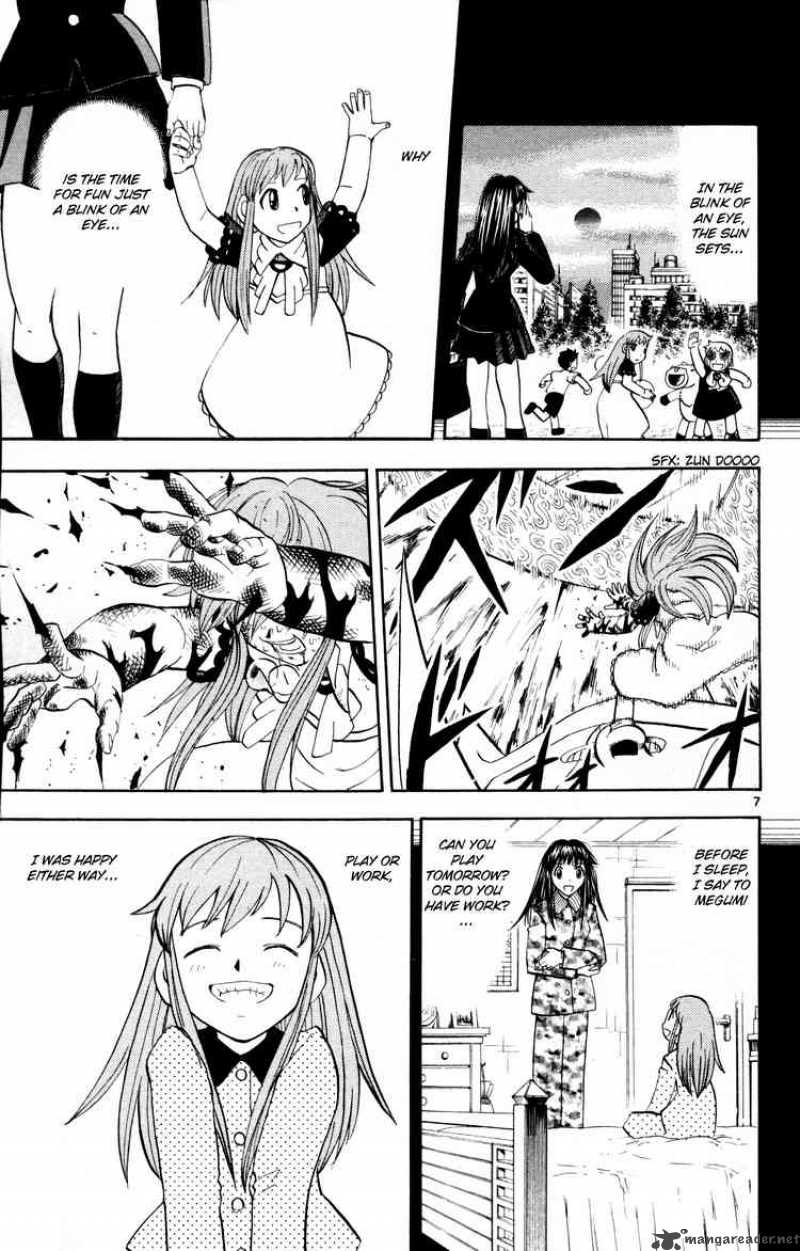 IN THE
BLINK OF
AN EYE,
THE SUN
SETS...
WHY
IS THE TIME
FOR FUN JUST
A BLINK OF AN
EYE...
SFX: ZUN DOOOO
7
BEFORE
I SLEEP,
I SAY TO
MEGUMI
CAN YOU
PLAY
TOMORROW?
OR DO YOU
HAVE WORK?
...
PLAY OR
WORK,
I WAS HAPPY
EITHER WAY...
mangareader.net